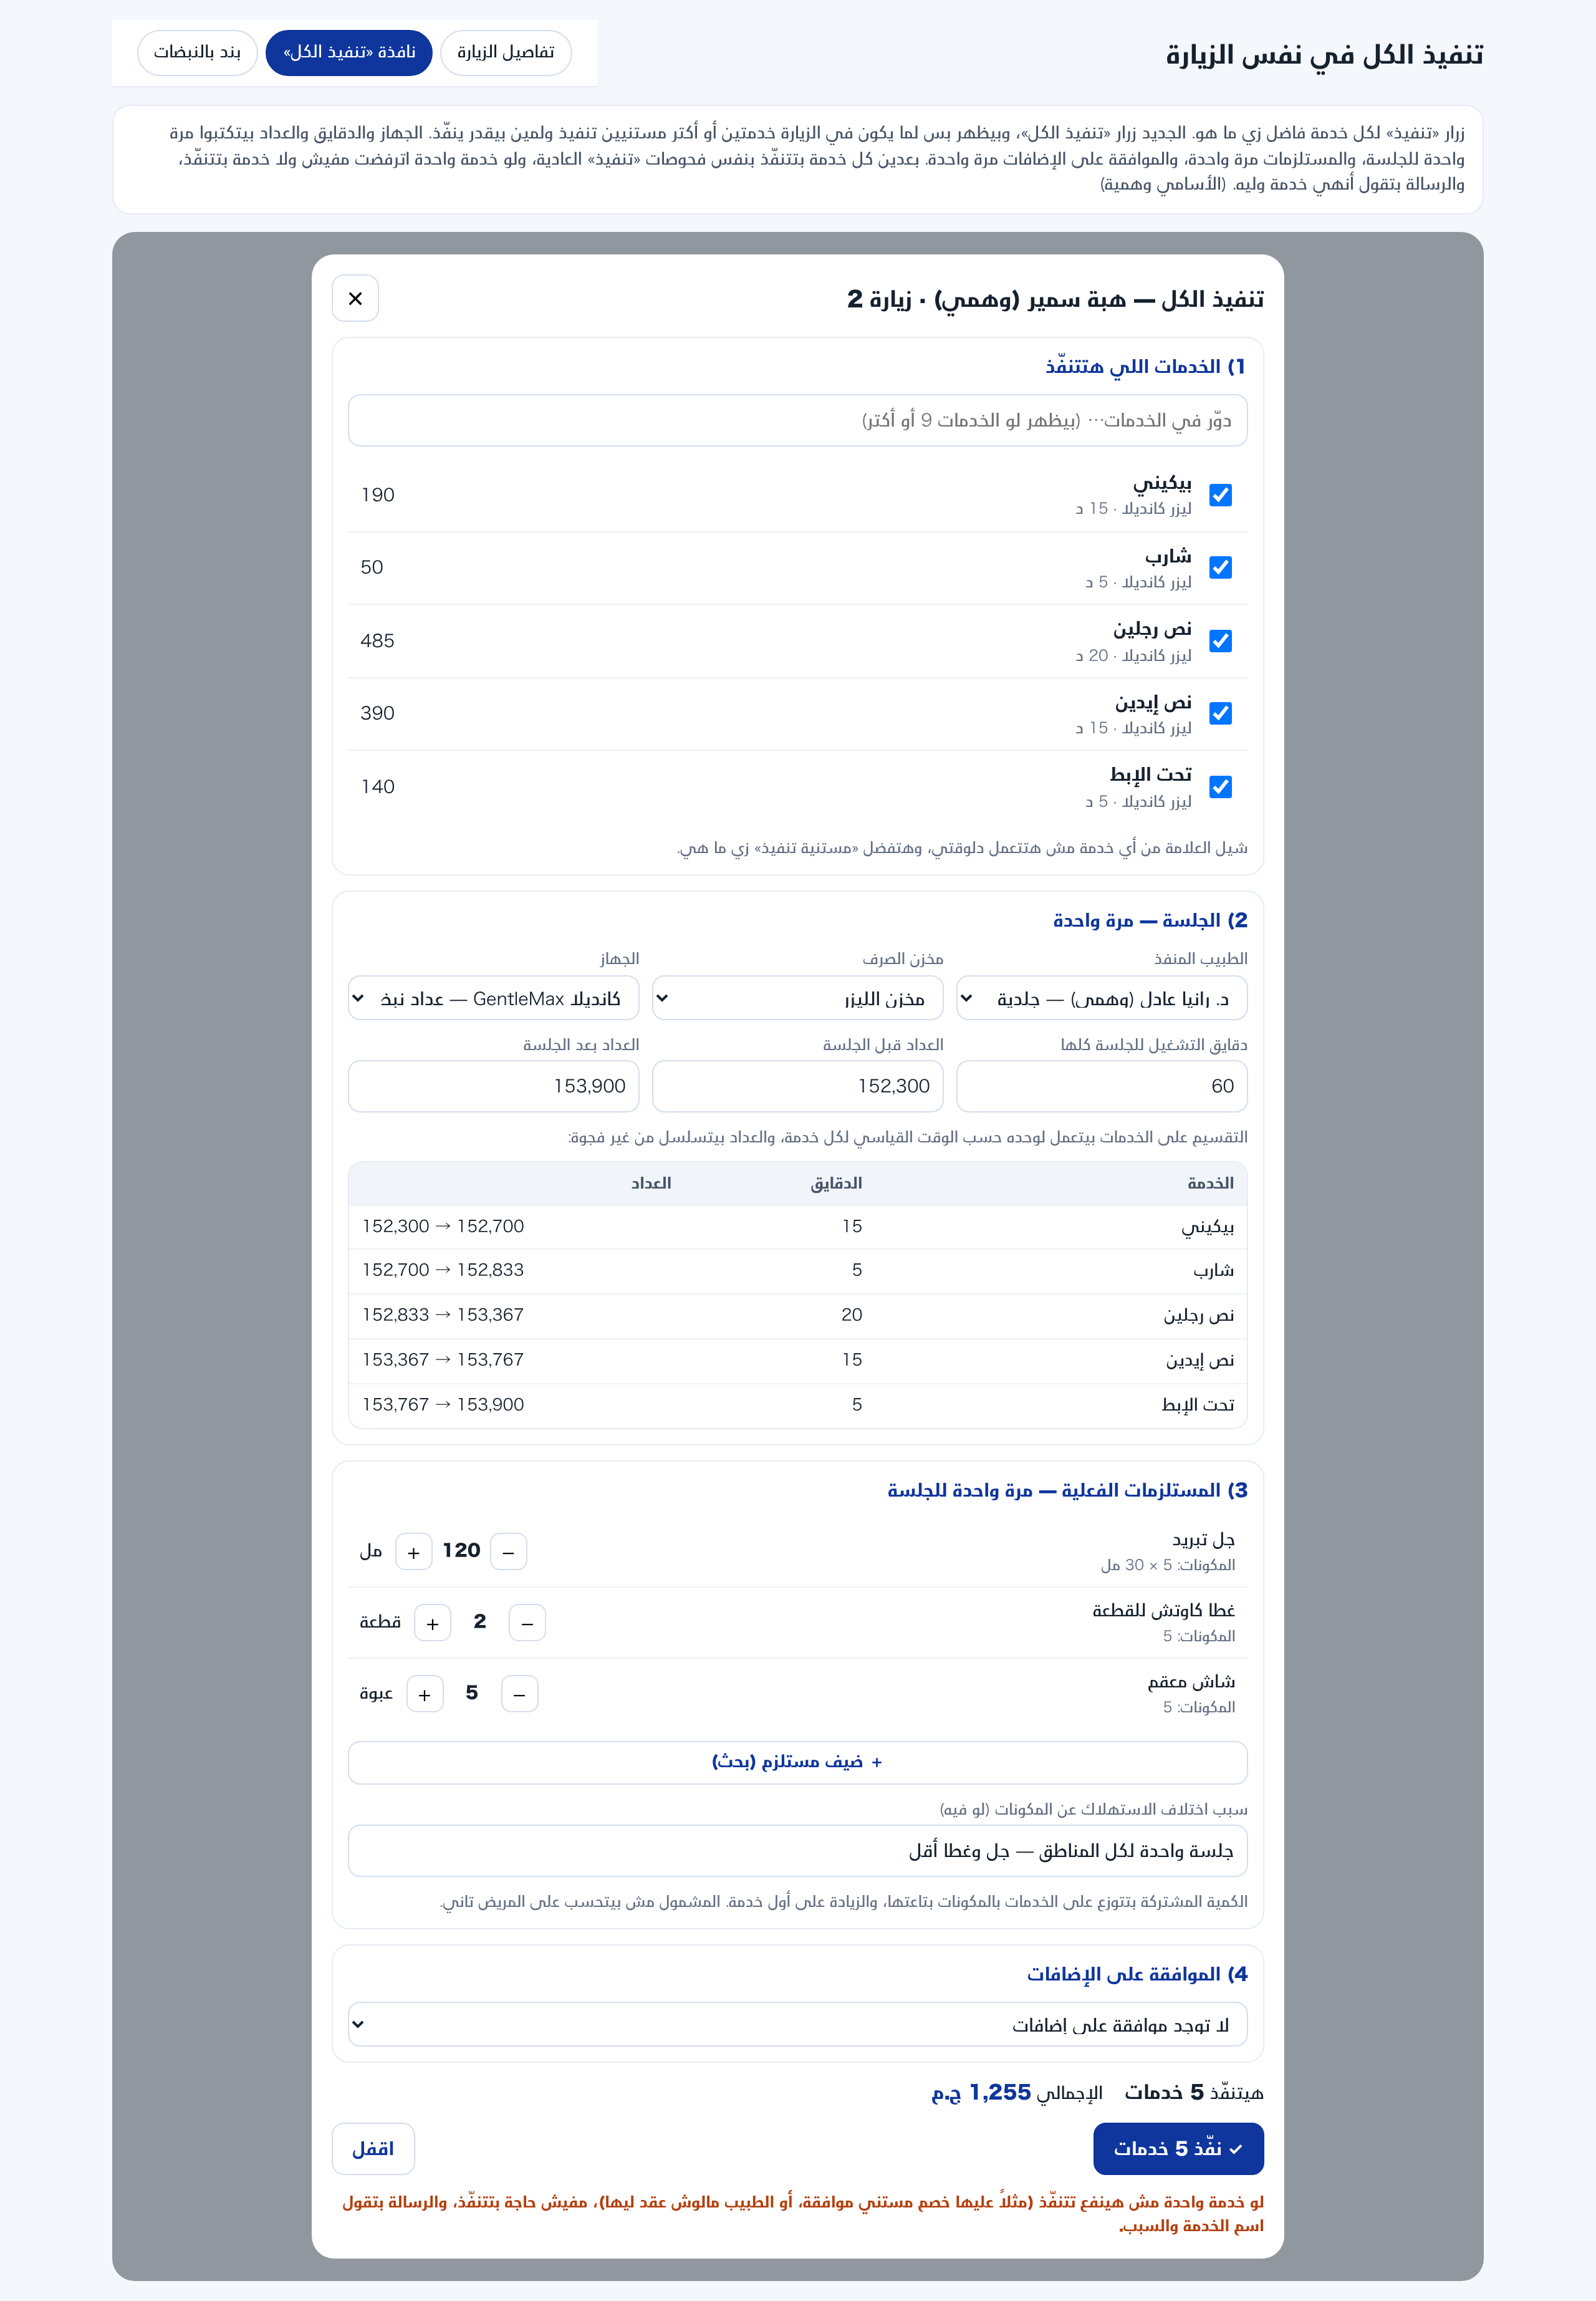 تنفيذ الكل في نفس الزيارة
تفاصيل الزيارة
نافذة «تنفيذ الكل»
بند بالنبضات
زرار «تنفيذ» لكل خدمة فاضل زي ما هو. الجديد زرار «تنفيذ الكل»، وبيظهر بس لما يكون في الزيارة خدمتين أو أكتر مستنيين تنفيذ ولمين بيقدر ينفّذ. الجهاز والدقايق والعداد بيتكتبوا مرة
واحدة للجلسة، والمستلزمات مرة واحدة، والموافقة على الإضافات مرة واحدة. بعدين كل خدمة بتتنفّذ بنفس فحوصات «تنفيذ» العادية، ولو خدمة واحدة اترفضت مفيش ولا خدمة بتتنفّذ،
والرسالة بتقول أنهي خدمة وليه. (الأسامي وهمية)
تنفيذ الكل — هبة سمير (وهمي) · زيارة 2
✕
1) الخدمات اللي هتتنفّذ
دوّر في الخدمات… (بيظهر لو الخدمات 9 أو أكتر)
بيكيني
190
ليزر كانديلا · 15 د
شارب
50
ليزر كانديلا · 5 د
نص رجلين
485
ليزر كانديلا · 20 د
نص إيدين
390
ليزر كانديلا · 15 د
تحت الإبط
140
ليزر كانديلا · 5 د
شيل العلامة من أي خدمة مش هتتعمل دلوقتي، وهتفضل «مستنية تنفيذ» زي ما هي.
2) الجلسة — مرة واحدة
الطبيب المنفذ
مخزن الصرف
الجهاز
د. رانيا عادل (وهمي) — جلدية
مخزن الليزر
كانديلا GentleMax — عداد نبض
دقايق التشغيل للجلسة كلها
العداد قبل الجلسة
العداد بعد الجلسة
60
152,300
153,900
التقسيم على الخدمات بيتعمل لوحده حسب الوقت القياسي لكل خدمة، والعداد بيتسلسل من غير فجوة:
الخدمة الدقايق العداد
بيكيني 15 152,300 → 152,700
شارب 5 152,700 → 152,833
نص رجلين 20 152,833 → 153,367
نص إيدين 15 153,367 → 153,767
تحت الإبط 5 153,767 → 153,900
3) المستلزمات الفعلية — مرة واحدة للجلسة
جل تبريد
− 120 + مل
المكونات: 5 × 30 مل
غطا كاوتش للقطعة
− 2 + قطعة
المكونات: 5
شاش معقم
− 5 + عبوة
المكونات: 5
+ ضيف مستلزم (بحث)
سبب اختلاف الاستهلاك عن المكونات (لو فيه)
جلسة واحدة لكل المناطق — جل وغطا أقل
الكمية المشتركة بتتوزع على الخدمات بالمكونات بتاعتها، والزيادة على أول خدمة. المشمول مش بيتحسب على المريض تاني.
4) الموافقة على الإضافات
لا توجد موافقة على إضافات
هيتنفّذ 5 خدمات الإجمالي 1,255 ج.م
✓ نفّذ 5 خدمات
اقفل
لو خدمة واحدة مش هينفع تتنفّذ (مثلاً عليها خصم مستني موافقة، أو الطبيب مالوش عقد ليها)، مفيش حاجة بتتنفّذ، والرسالة بتقول
اسم الخدمة والسبب.